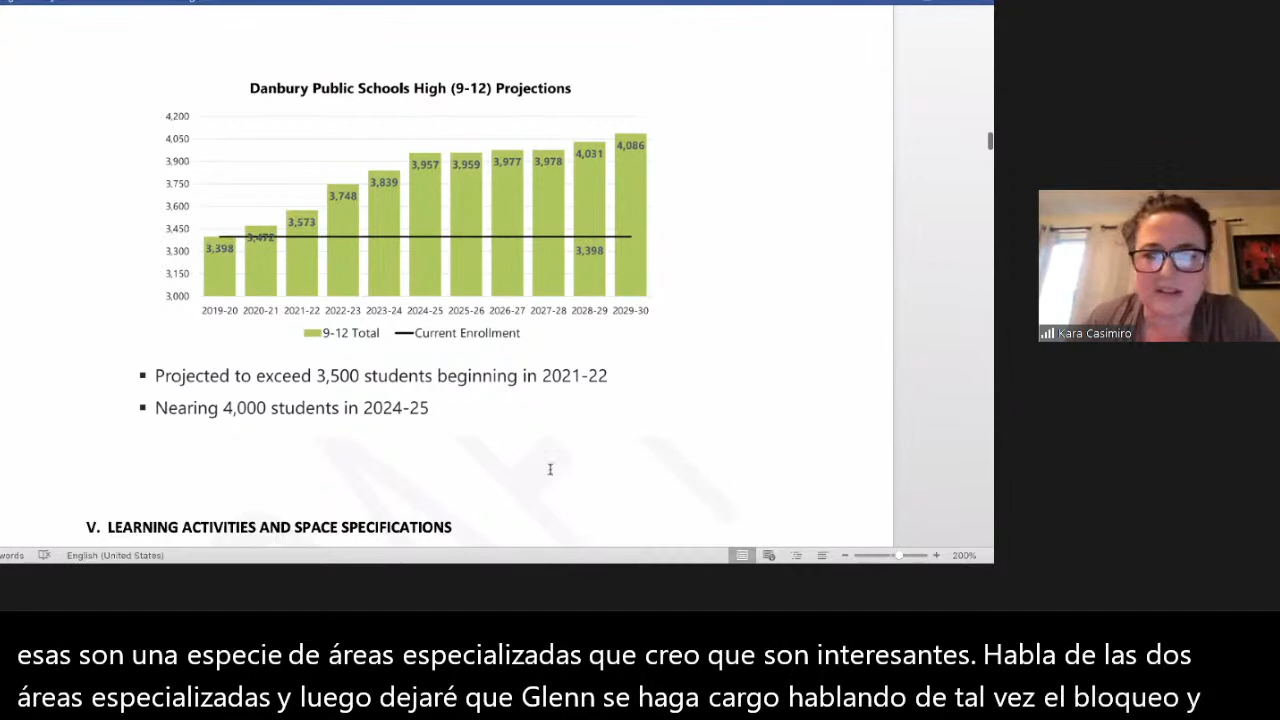 Danbury Public Schools High (9-12) Projections
4,200
4,050
3,900
3,750
3,600
3,450
3,300
3,150
3,000
3,398
3,573
3,748
3,839
3,957
3,959
3,977
3,978
4,031
4,086
3,398
2019-20 2020-21 2021-22 2022-23 2023-24 2024-25 2025-26 2026-27 2027-28 2028-29 2029-30
9-12 Total Current Enrollment
▪ Projected to exceed 3,500 students beginning in 2021-22
▪ Nearing 4,000 students in 2024-25
V. LEARNING ACTIVITIES AND SPACE SPECIFICATIONS
words English (United States) 200%
Kara Casimiro
esas son una especie de áreas especializadas que creo que son interesantes. Habla de las dos
áreas especializadas y luego dejaré que Glenn se haga cargo hablando de tal vez el bloqueo y